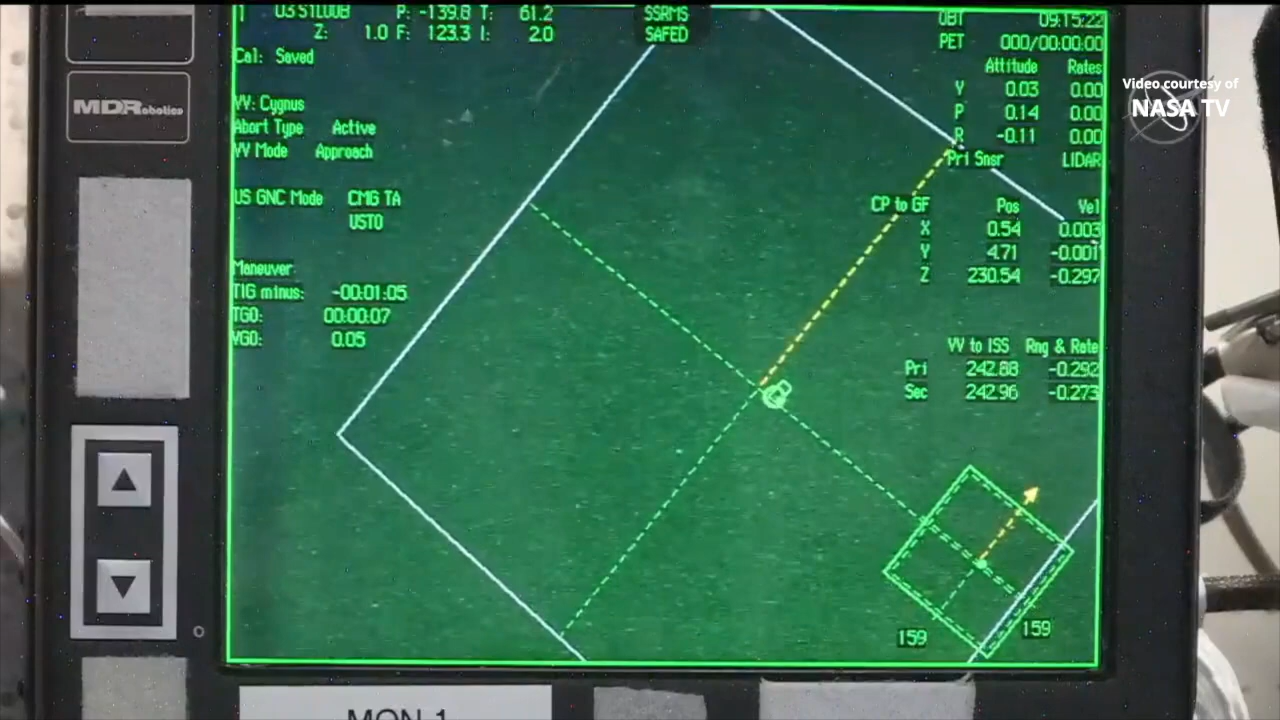 03 S1LOOB P: -139.8 T: 61.2
Z: 1.0 F: 123.3 I: 2.0
SSRMS
SAFED
OBT 09:15:22
PET 000/00:00:00
Cal: Saved
VV: Cygnus
Abort Type Active
VV Mode Approach
US GNC Mode CMG TA
USTO
Maneuver
TIG minus: -00:01:05
TGO: 00:00:07
VGO: 0.05
Attitude Rates
Y 0.03 0.00
P 0.14 0.00
R -0.11 0.00
Pri Snsr LIDAR
CP to GF Pos Vel
X 0.54 0.003
Y 4.71 -0.001
Z 230.54 -0.297
VV to ISS Rng & Rate
Pri 242.88 -0.292
Sec 242.96 -0.273
159 159
MDRobotics
MON 1
Video courtesy of
NASA TV